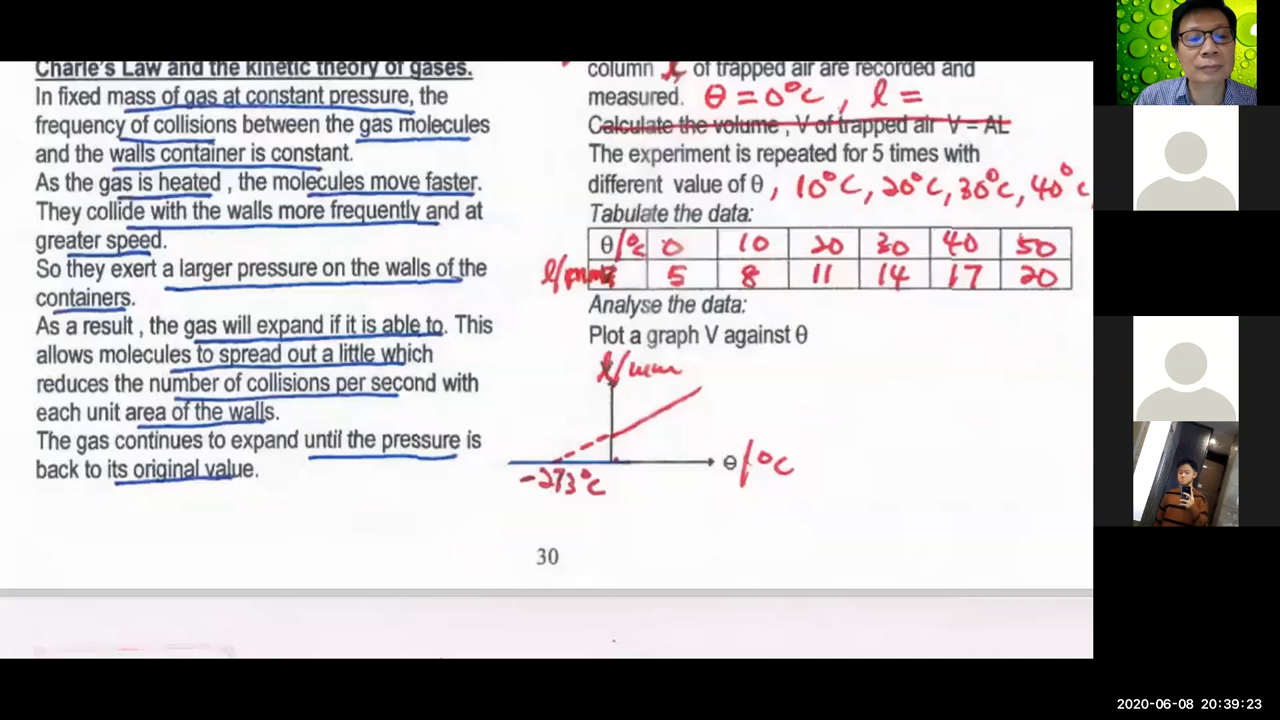 Charle's Law and the kinetic theory of gases.
In fixed mass of gas at constant pressure, the
frequency of collisions between the gas molecules
and the walls container is constant.
As the gas is heated , the molecules move faster.
They collide with the walls more frequently and at
greater speed.
So they exert a larger pressure on the walls of the
containers.
As a result , the gas will expand if it is able to. This
allows molecules to spread out a little which
reduces the number of collisions per second with
each unit area of the walls.
The gas continues to expand until the pressure is
back to its original value.
column l of trapped air are recorded and
measured. θ = 0°C , l =
Calculate the volume , V of trapped air V = AL
The experiment is repeated for 5 times with
different value of θ , 10°C, 20°C, 30°C, 40°C
Tabulate the data:
θ/°C 0 10 20 30 40 50
l/mm 5 8 11 14 17 20
Analyse the data:
Plot a graph V against θ
l/mm
θ/°C
-273°C
30
2020-06-08 20:39:23